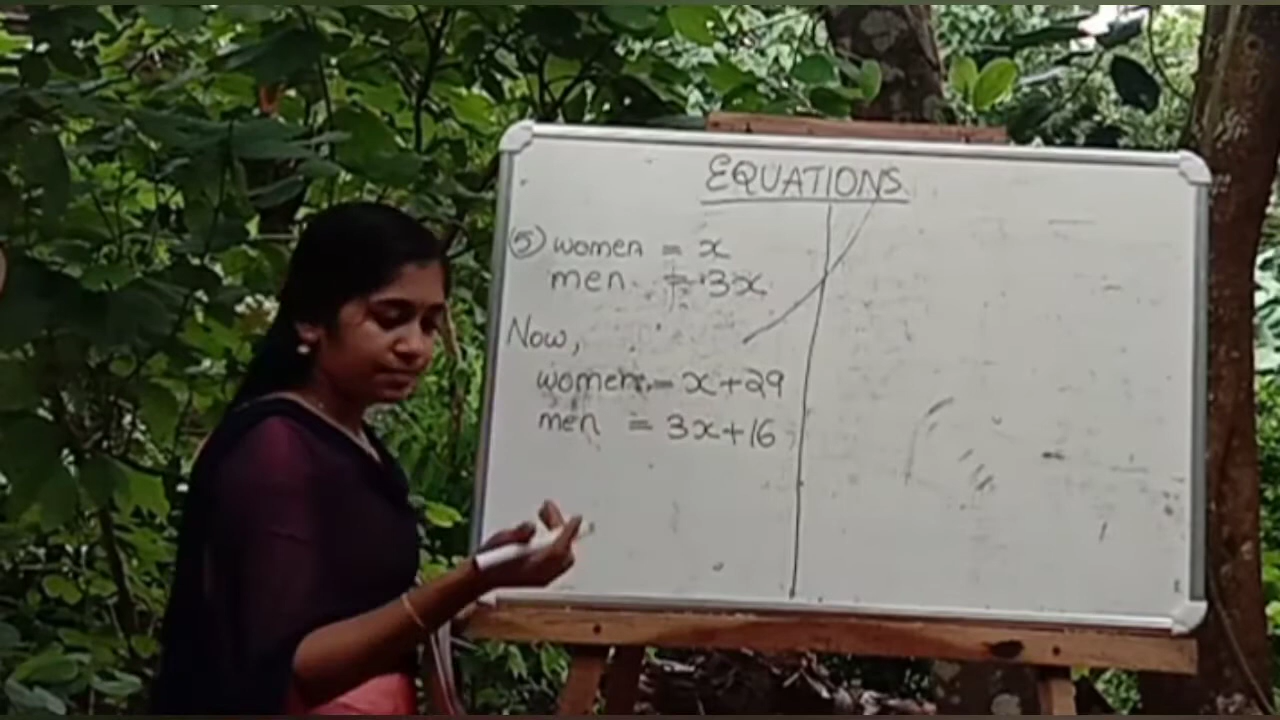 EQUATIONS
(5) women = x
men = 3x
Now,
women = x+29
men = 3x+16